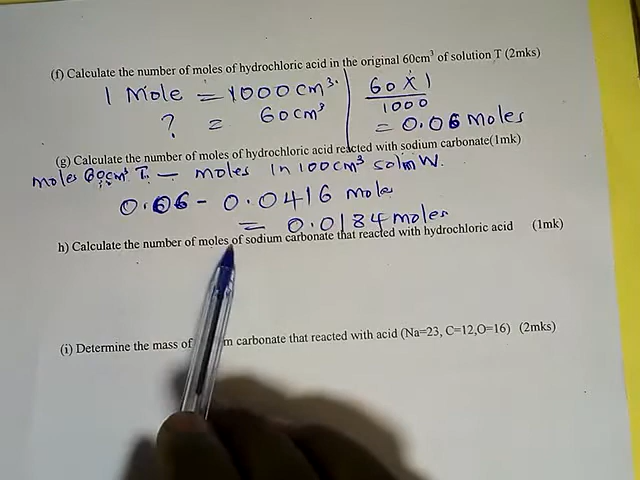 (f) Calculate the number of moles of hydrochloric acid in the original 60cm³ of solution T (2mks)
1 Mole = 1000cm³.
60 x 1
1000
? = 60cm³
= 0.06 Moles
(g) Calculate the number of moles of hydrochloric acid reacted with sodium carbonate(1mk)
moles 60cm³ T. — moles in 100cm³ soln W.
0.06 - 0.0416 mole
= 0.0184 moles
h) Calculate the number of moles of sodium carbonate that reacted with hydrochloric acid (1mk)
(i) Determine the mass of m carbonate that reacted with acid (Na=23, C=12,O=16) (2mks)